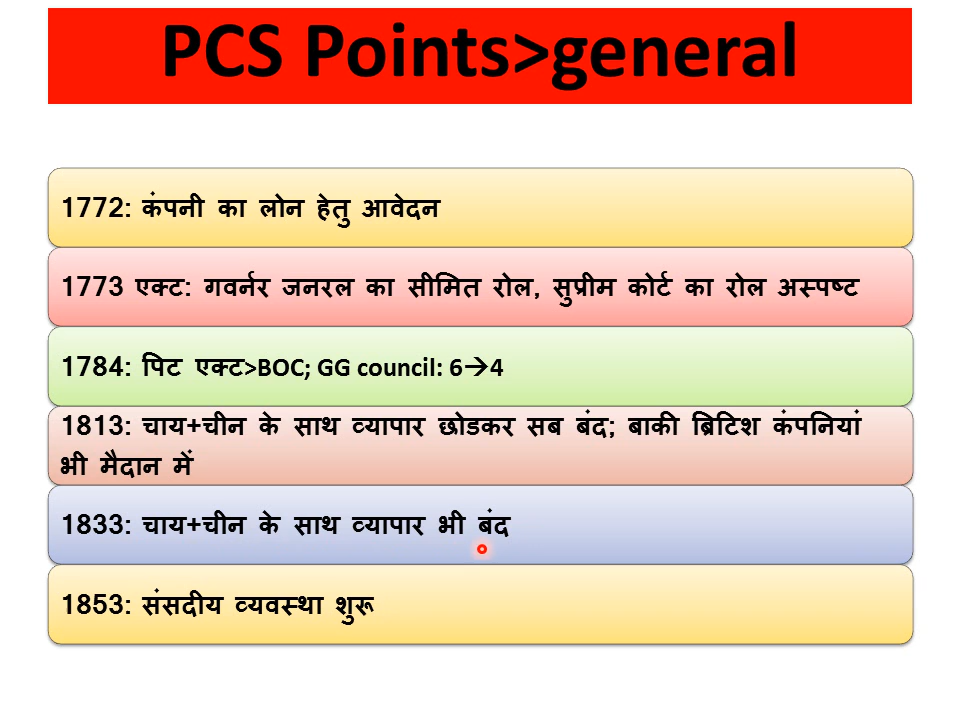 PCS Points>general
1772: कंपनी का लोन हेतु आवेदन
1773 एक्ट: गवर्नर जनरल का सीमित रोल, सुप्रीम कोर्ट का रोल अस्पष्ट
1784: पिट एक्ट>BOC; GG council: 6→4
1813: चाय+चीन के साथ व्यापार छोडकर सब बंद; बाकी ब्रिटिश कंपनियां
भी मैदान में
1833: चाय+चीन के साथ व्यापार भी बंद
1853: संसदीय व्यवस्था शुरू